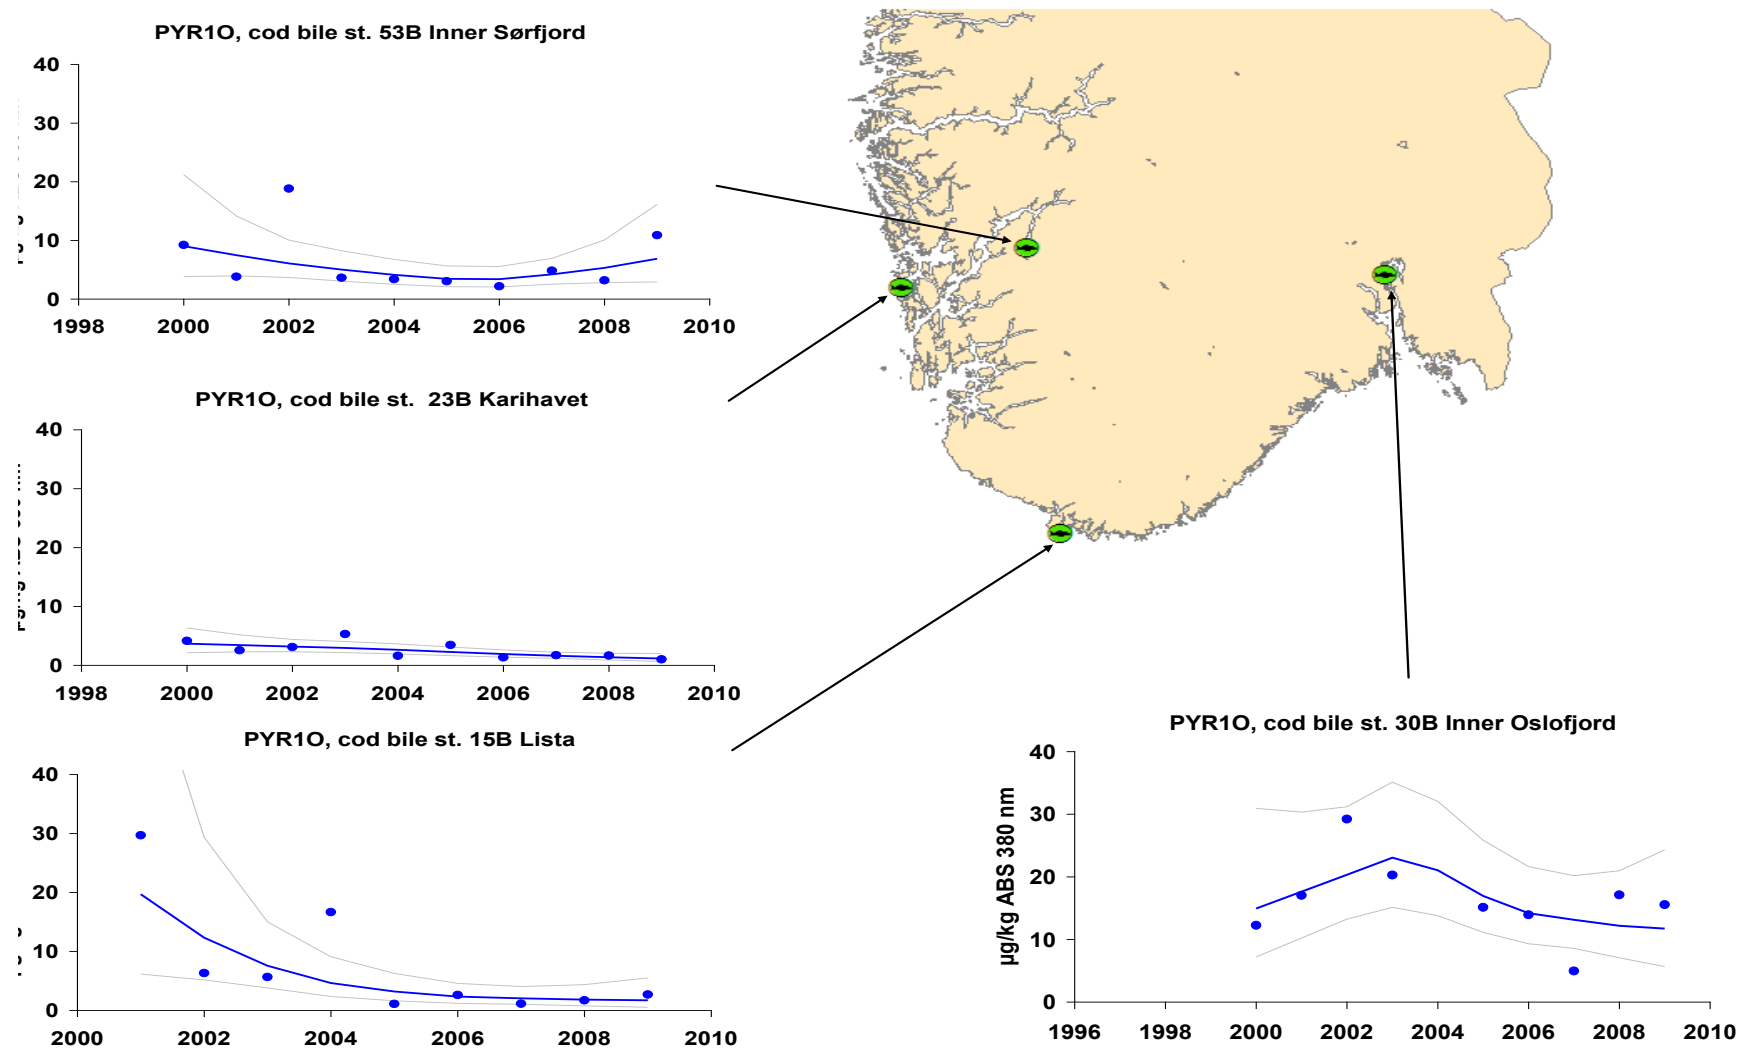 PYR1O, cod bile st. 53B Inner Sørfjord
40
30
20
10
0
1998 2000 2002 2004 2006 2008 2010
PYR1O, cod bile st. 23B Karihavet
40
30
20
10
0
1998 2000 2002 2004 2006 2008 2010
PYR1O, cod bile st. 15B Lista
40
30
20
10
0
2000 2002 2004 2006 2008 2010
PYR1O, cod bile st. 30B Inner Oslofjord
µg/kg ABS 380 nm
40
30
20
10
0
1996 1998 2000 2002 2004 2006 2008 2010